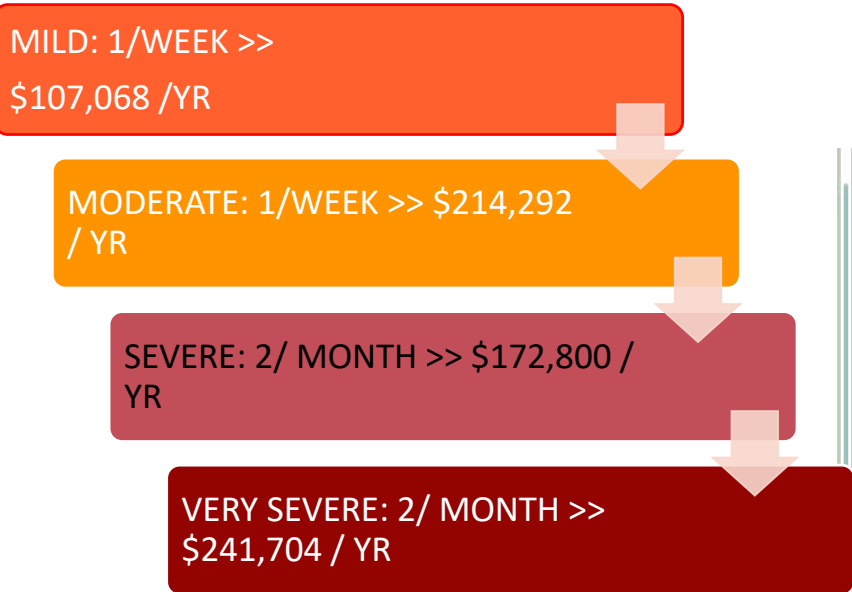 MILD: 1/WEEK >>
$107,068 /YR
MODERATE: 1/WEEK >> $214,292
/ YR
SEVERE: 2/ MONTH >> $172,800 /
YR
VERY SEVERE: 2/ MONTH >>
$241,704 / YR